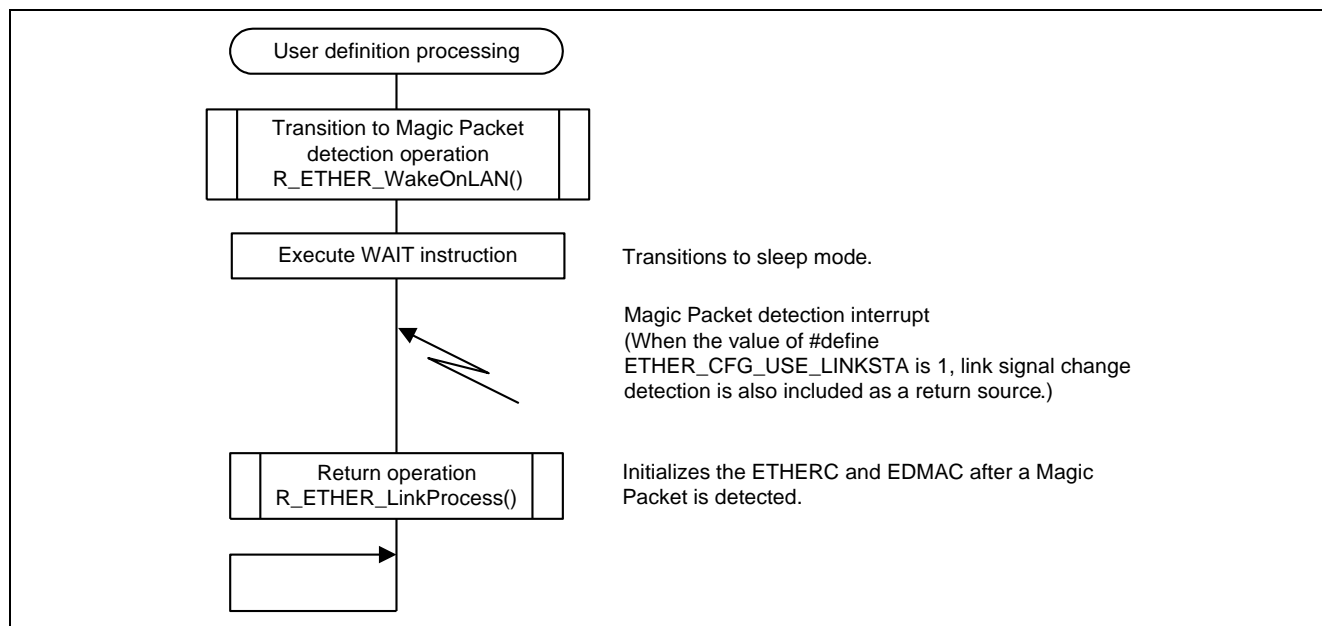 User definition processing
Transition to Magic Packet
detection operation
R_ETHER_WakeOnLAN()
Execute WAIT instruction
Transitions to sleep mode.
Magic Packet detection interrupt
(When the value of #define
ETHER_CFG_USE_LINKSTA is 1, link signal change
detection is also included as a return source.)
Return operation
R_ETHER_LinkProcess()
Initializes the ETHERC and EDMAC after a Magic
Packet is detected.